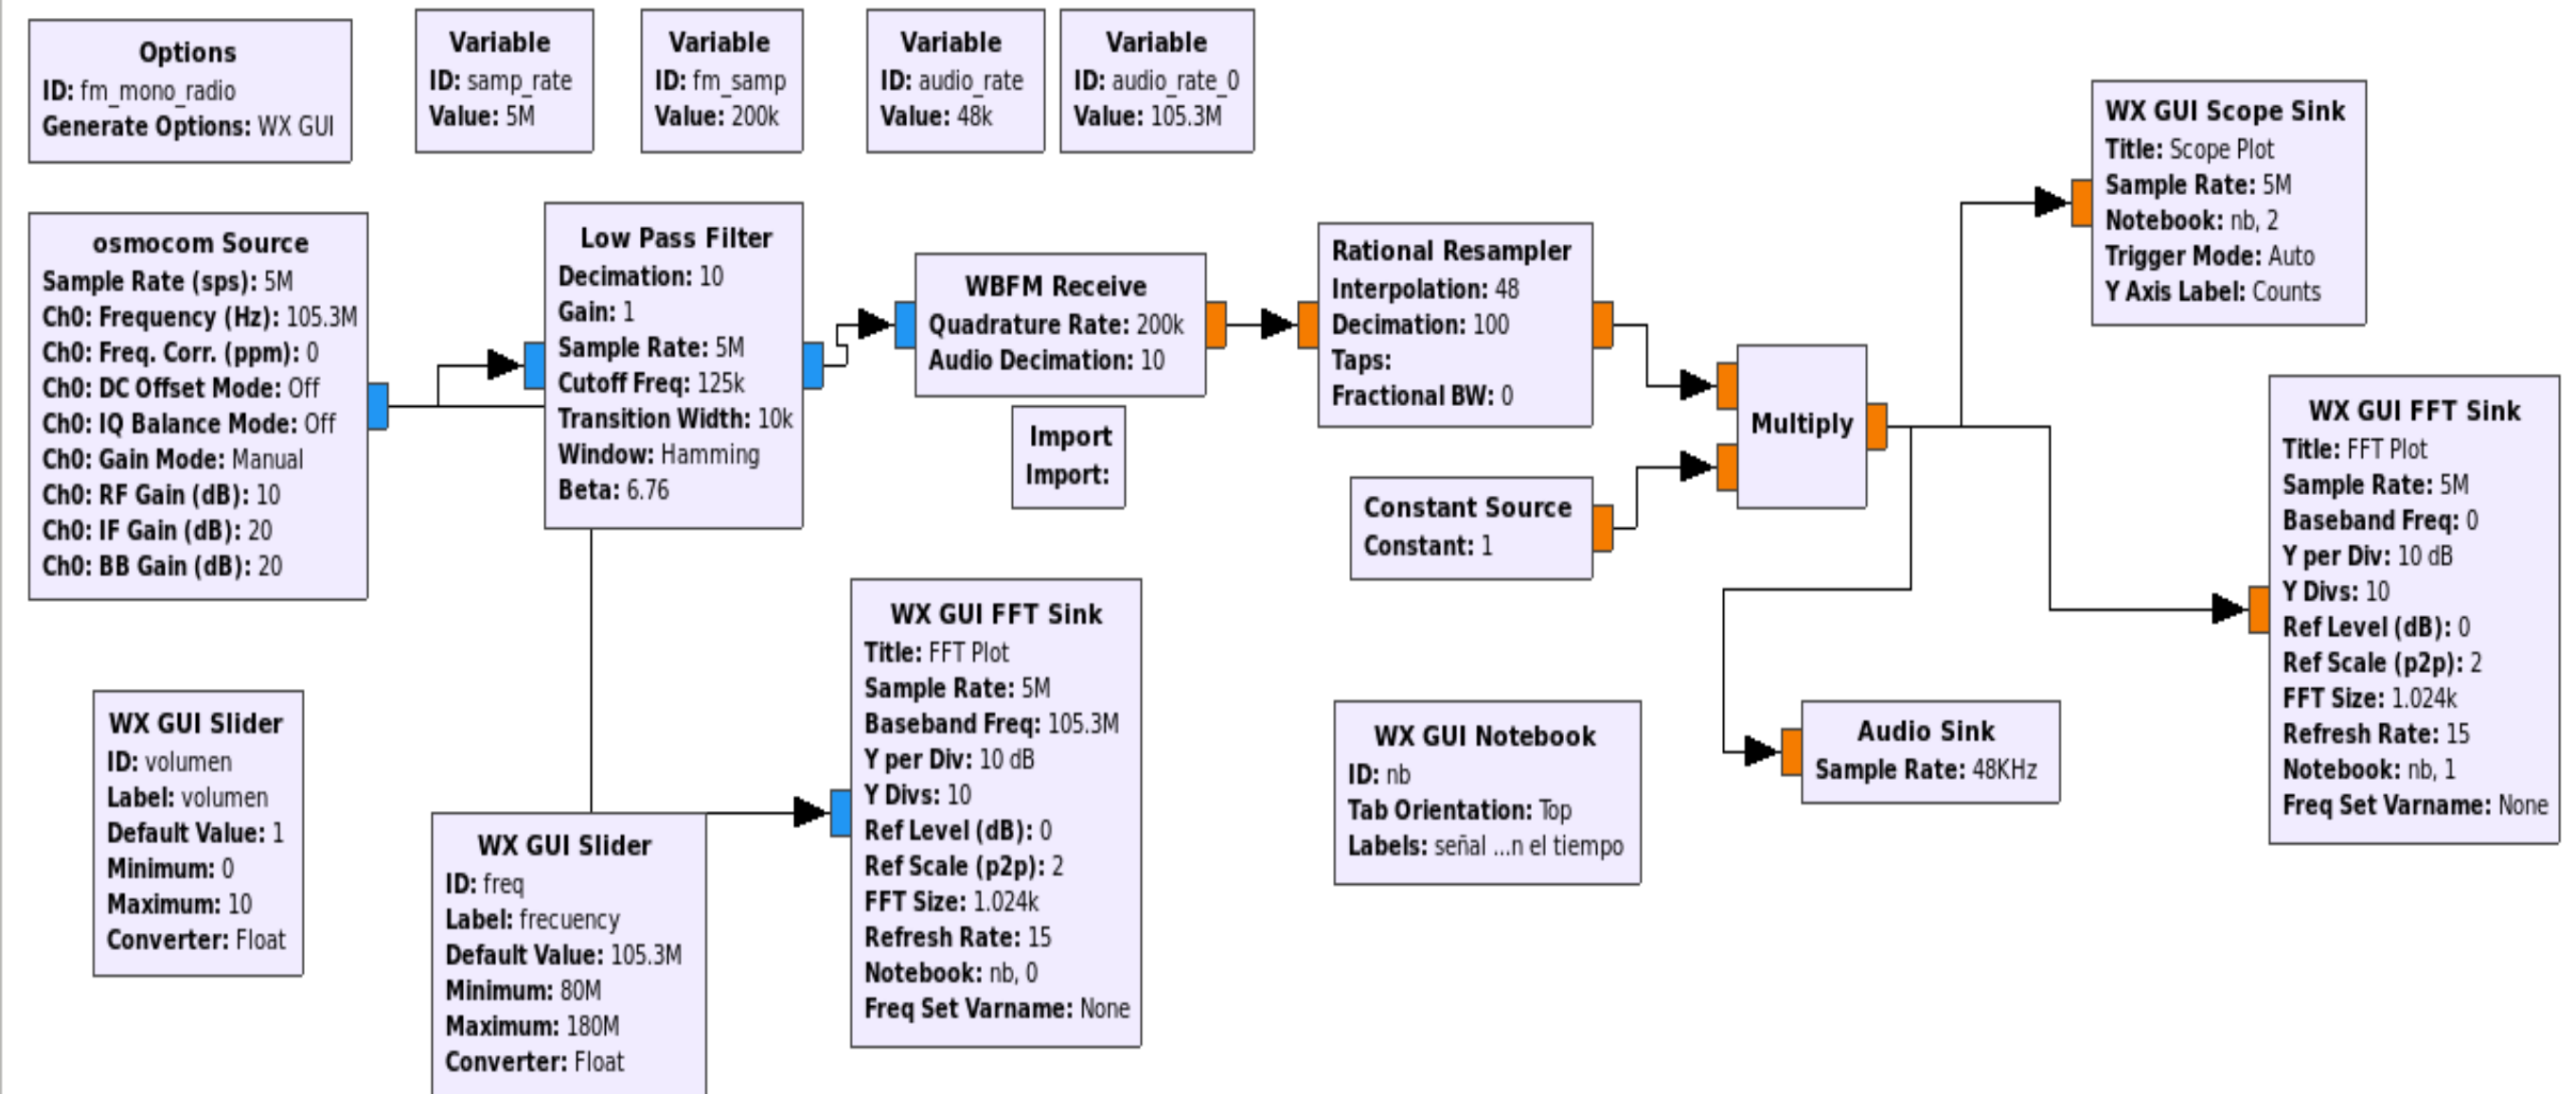 Options
ID: fm_mono_radio
Generate Options: WX GUI
Variable
ID: samp_rate
Value: 5M
Variable
ID: fm_samp
Value: 200k
Variable
ID: audio_rate
Value: 48k
Variable
ID: audio_rate_0
Value: 105.3M
WX GUI Scope Sink
Title: Scope Plot
Sample Rate: 5M
Notebook: nb, 2
Trigger Mode: Auto
Y Axis Label: Counts
osmocom Source
Sample Rate (sps): 5M
Ch0: Frequency (Hz): 105.3M
Ch0: Freq. Corr. (ppm): 0
Ch0: DC Offset Mode: Off
Ch0: IQ Balance Mode: Off
Ch0: Gain Mode: Manual
Ch0: RF Gain (dB): 10
Ch0: IF Gain (dB): 20
Ch0: BB Gain (dB): 20
Low Pass Filter
Decimation: 10
Gain: 1
Sample Rate: 5M
Cutoff Freq: 125k
Transition Width: 10k
Window: Hamming
Beta: 6.76
WBFM Receive
Quadrature Rate: 200k
Audio Decimation: 10
Import
Import:
Rational Resampler
Interpolation: 48
Decimation: 100
Taps:
Fractional BW: 0
Constant Source
Constant: 1
Multiply
WX GUI FFT Sink
Title: FFT Plot
Sample Rate: 5M
Baseband Freq: 0
Y per Div: 10 dB
Y Divs: 10
Ref Level (dB): 0
Ref Scale (p2p): 2
FFT Size: 1.024k
Refresh Rate: 15
Notebook: nb, 1
Freq Set Varname: None
WX GUI Slider
ID: volumen
Label: volumen
Default Value: 1
Minimum: 0
Maximum: 10
Converter: Float
WX GUI Slider
ID: freq
Label: frecuency
Default Value: 105.3M
Minimum: 80M
Maximum: 180M
Converter: Float
WX GUI FFT Sink
Title: FFT Plot
Sample Rate: 5M
Baseband Freq: 105.3M
Y per Div: 10 dB
Y Divs: 10
Ref Level (dB): 0
Ref Scale (p2p): 2
FFT Size: 1.024k
Refresh Rate: 15
Notebook: nb, 0
Freq Set Varname: None
WX GUI Notebook
ID: nb
Tab Orientation: Top
Labels: señal ...n el tiempo
Audio Sink
Sample Rate: 48KHz